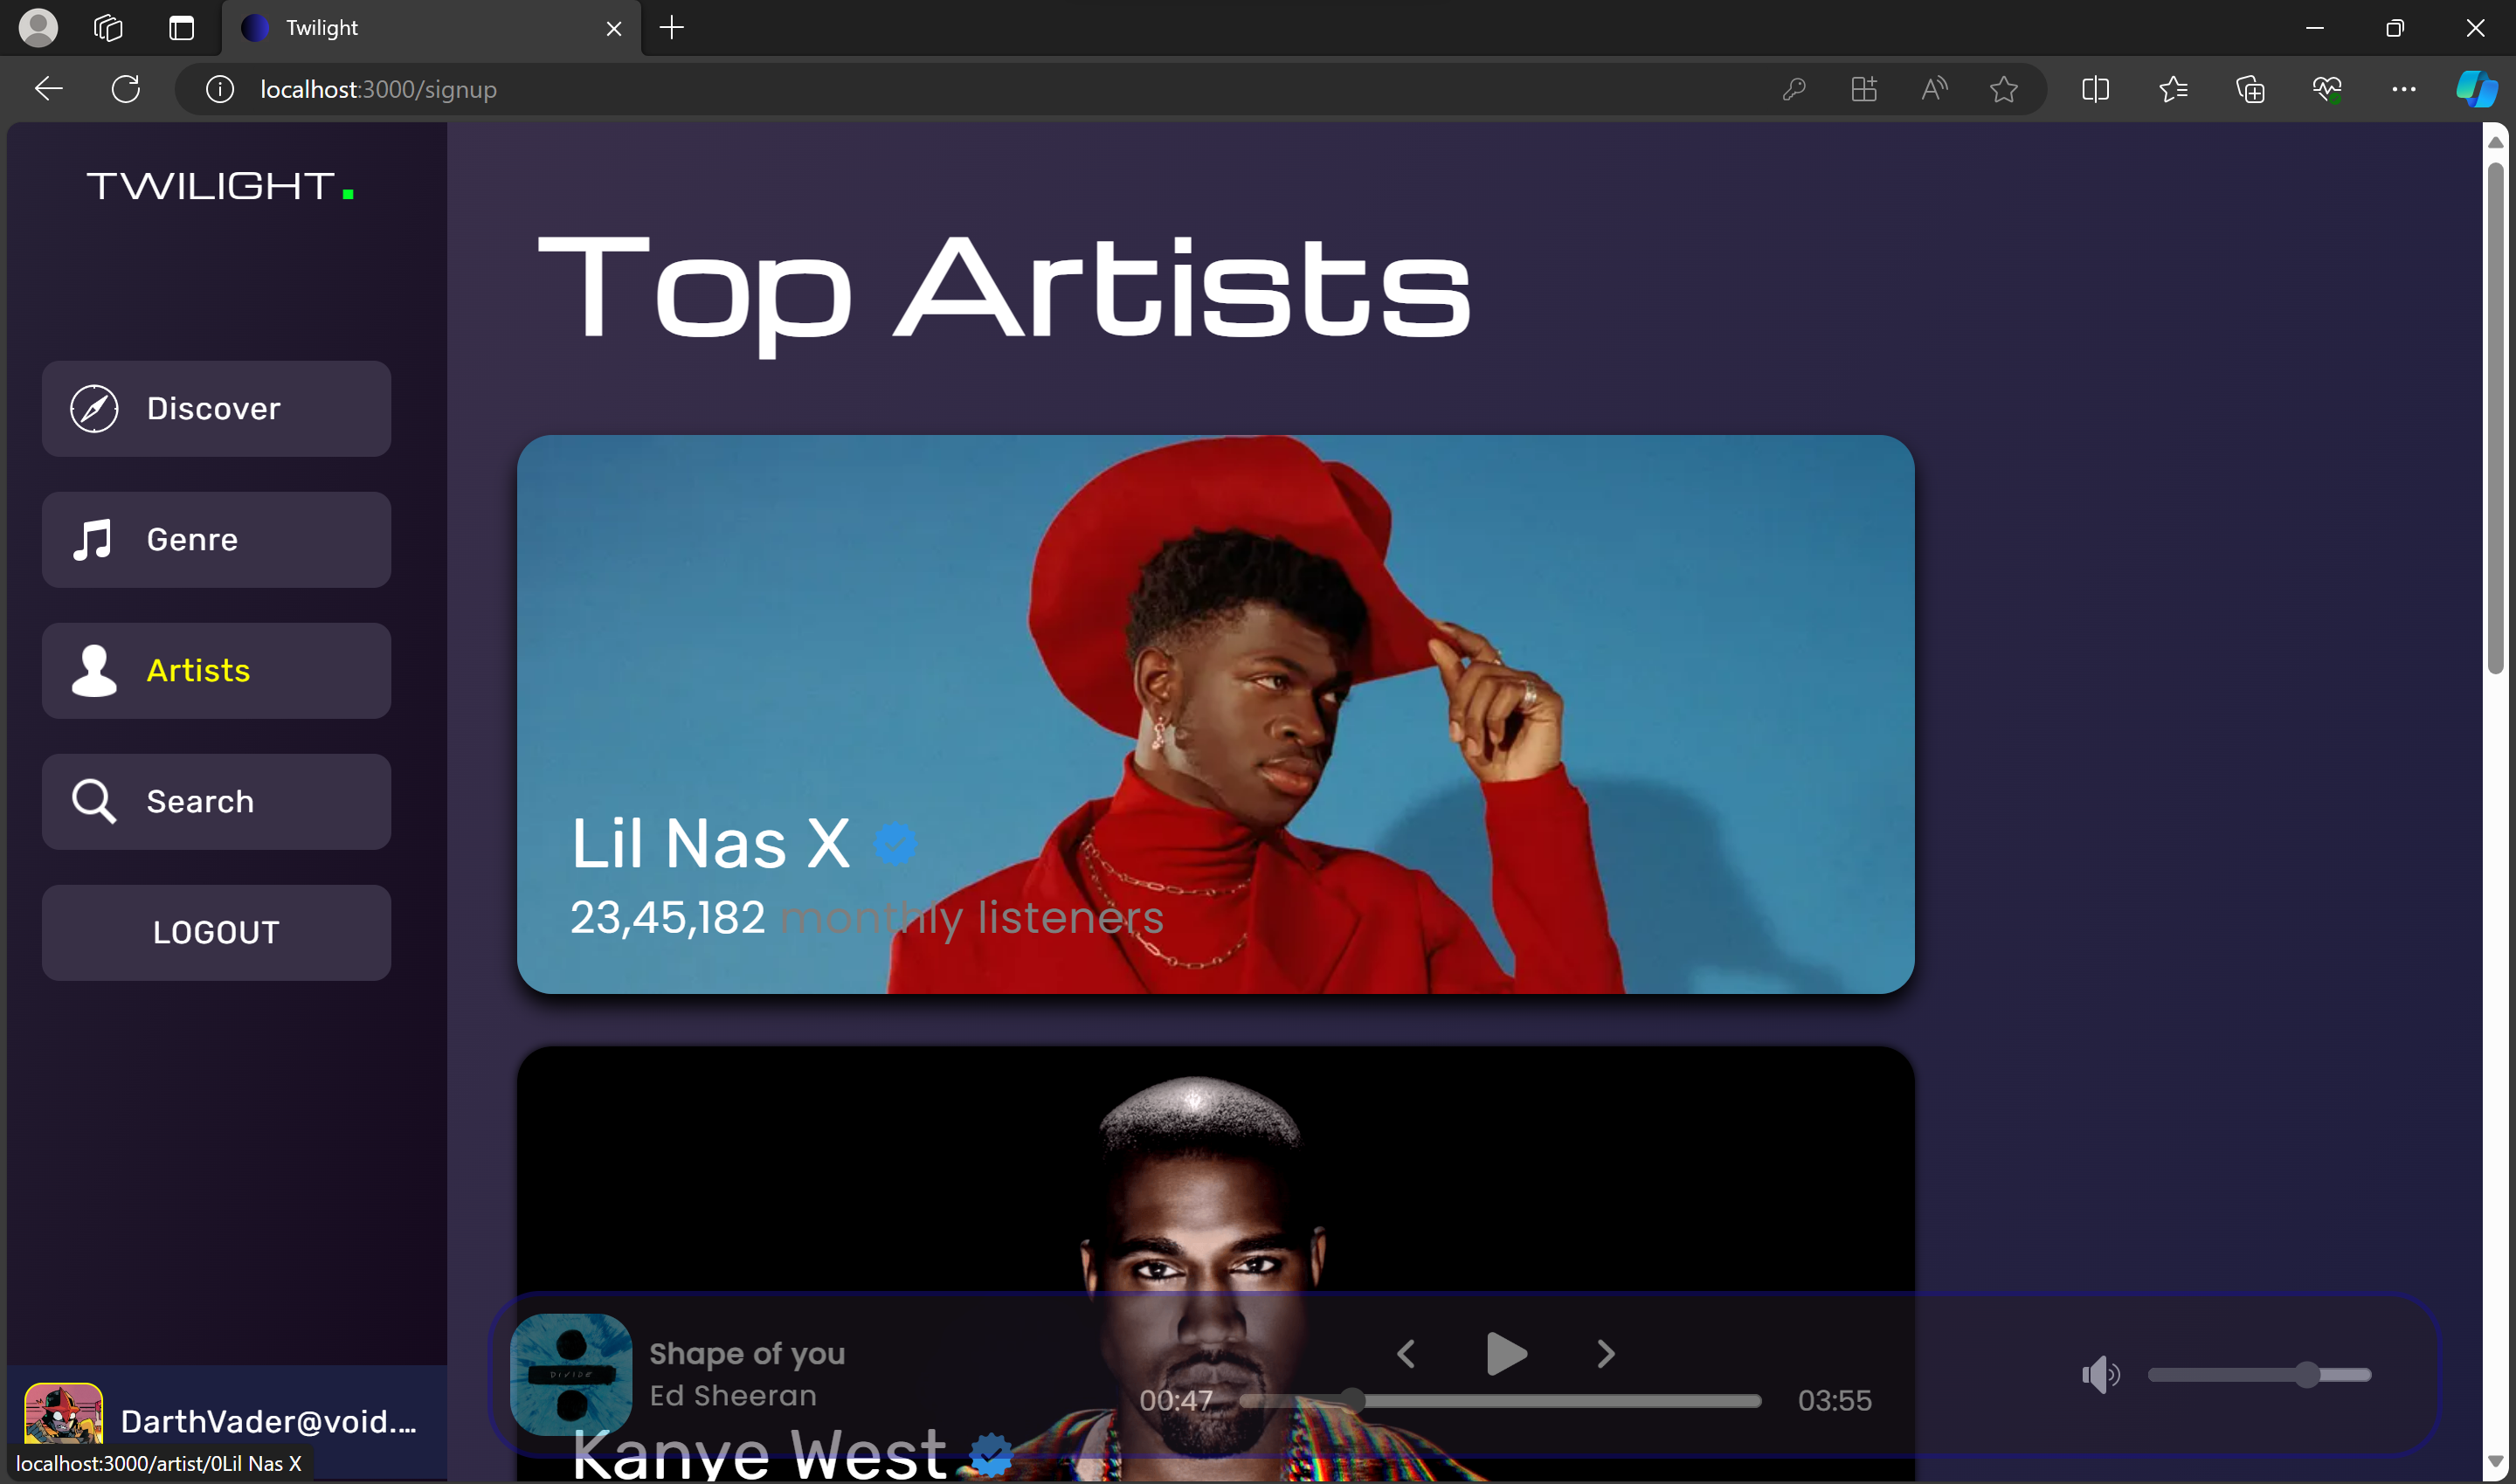 Twilight
localhost:3000/signup
TWILIGHT.
Discover
Genre
Artists
Search
LOGOUT
DarthVader@void....
localhost:3000/artist/0Lil Nas X
Top Artists
Lil Nas X
23,45,182 monthly listeners
DIVIDE
Shape of you
Ed Sheeran
00:47
03:55
Kanye West